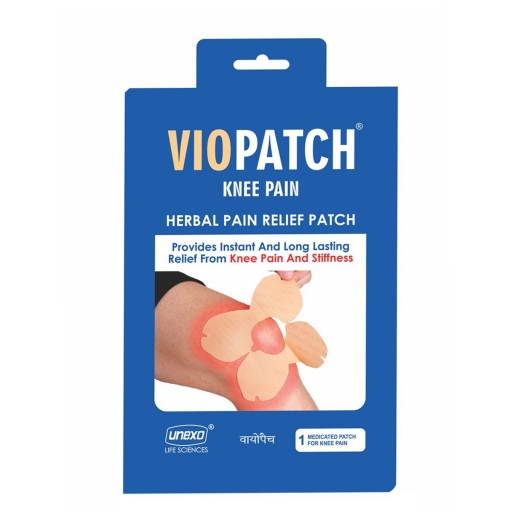 VIOPATCH®
KNEE PAIN
HERBAL PAIN RELIEF PATCH
Provides Instant And Long Lasting
Relief From Knee Pain And Stiffness
unexo®
LIFE SCIENCES
वायोपैच
1 MEDICATED PATCH
FOR KNEE PAIN